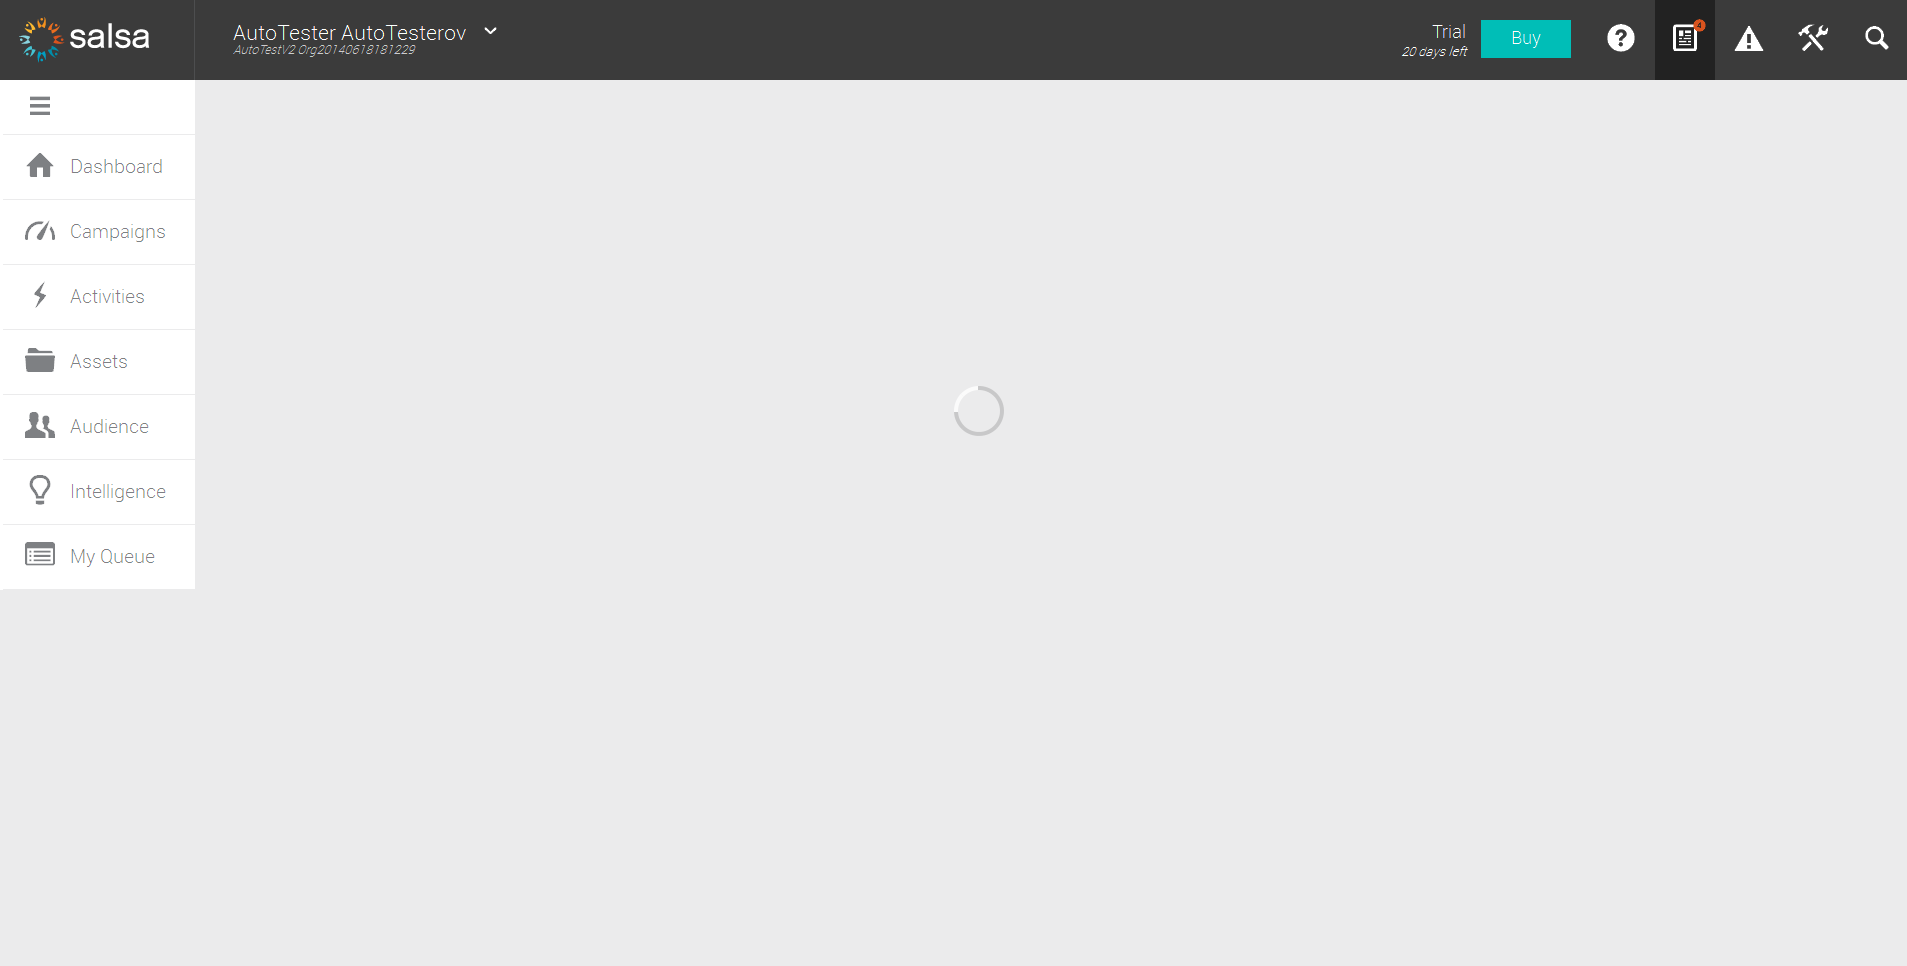 salsa
AutoTester AutoTesterov
AutoTestV2 Org20140618181229
Trial
20 days left
Buy
4
Dashboard
Campaigns
Activities
Assets
Audience
Intelligence
My Queue